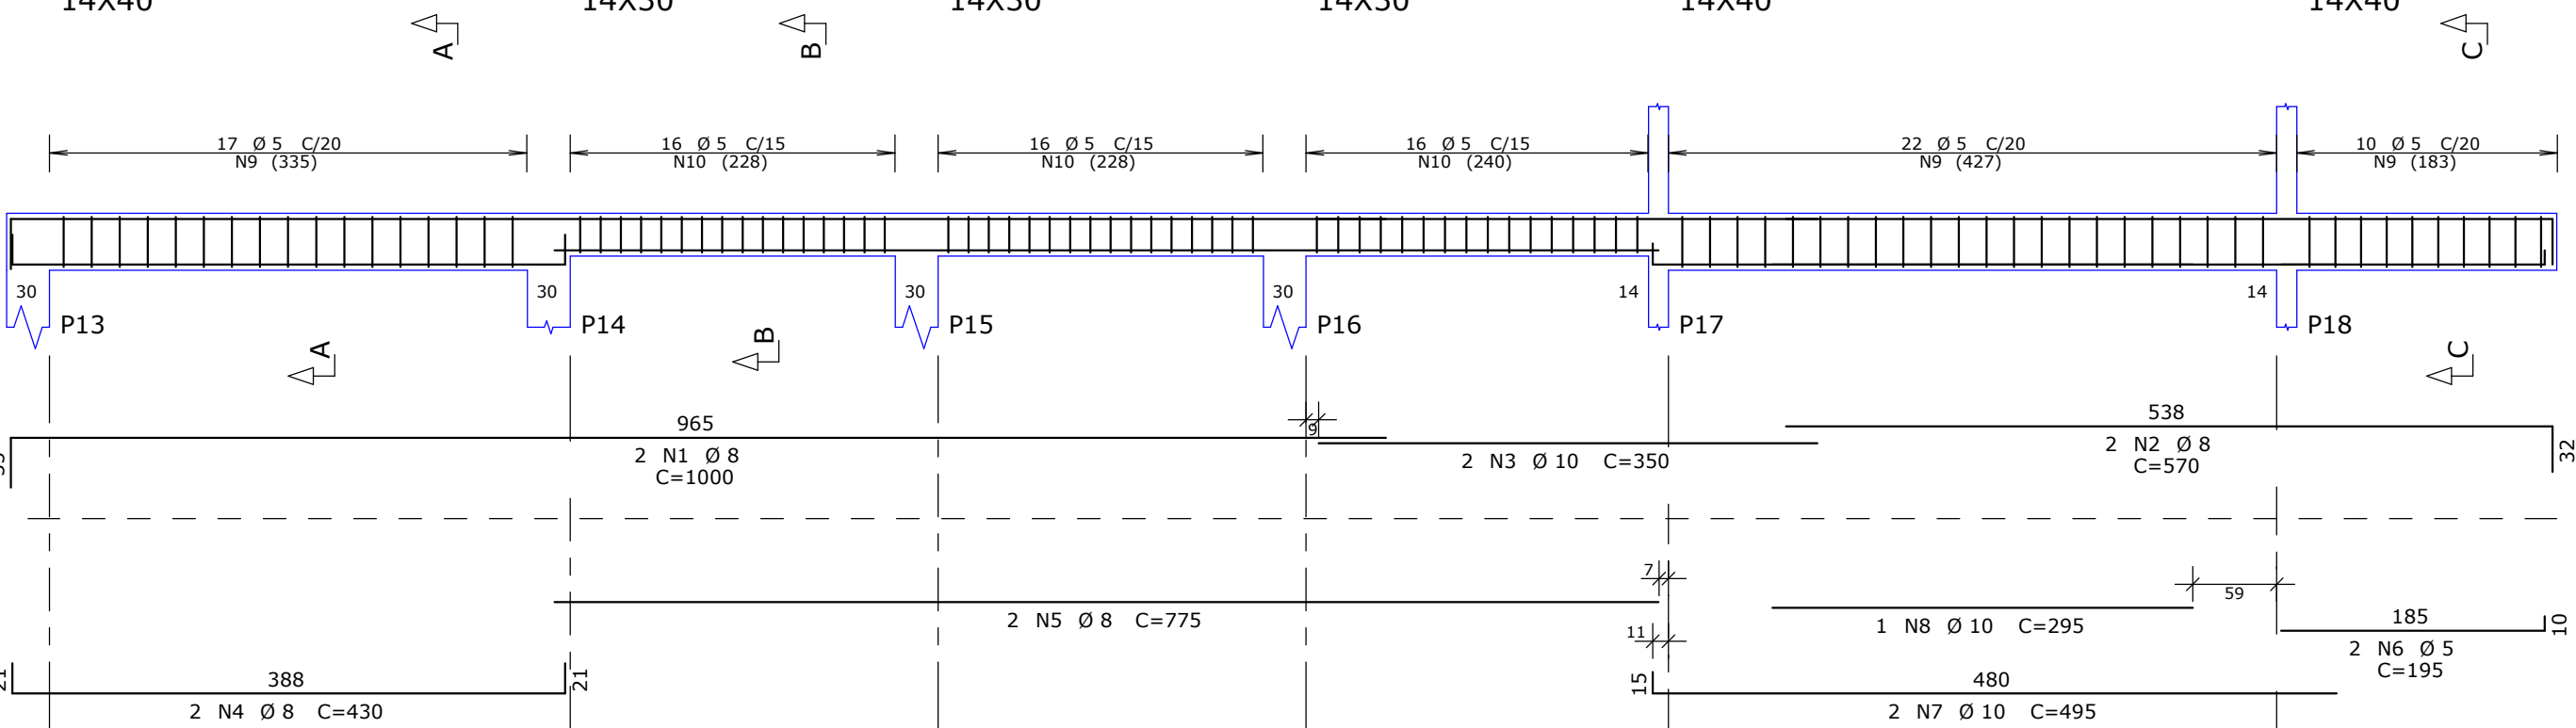 14X40 14X30 14X30 14X30 14X40 14X40
A B C
17 Ø 5 C/20 16 Ø 5 C/15 16 Ø 5 C/15 16 Ø 5 C/15 22 Ø 5 C/20 10 Ø 5 C/20
N9 (335) N10 (228) N10 (228) N10 (240) N9 (427) N9 (183)
30 30 30 30 14 14
P13 P14 P15 P16 P17 P18
A B C
965 9 538
2 N1 Ø 8 2 N3 Ø 10 C=350 2 N2 Ø 8 32
C=1000 C=570
7 59
2 N5 Ø 8 C=775 1 N8 Ø 10 C=295 185 10
11 2 N6 Ø 5
C=195
21 388 21 15 480
2 N4 Ø 8 C=430 2 N7 Ø 10 C=495